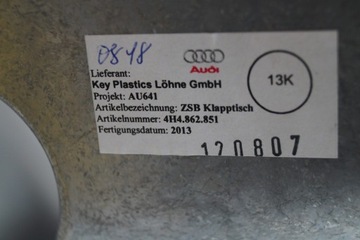 0848
Audi
Lieferant:
Key Plastics Löhne GmbH
13K
Projekt: AU641
Artikelbezeichnung: ZSB Klapptisch
Artikelnummer: 4H4.862.851
Fertigungsdatum: 2013
120807